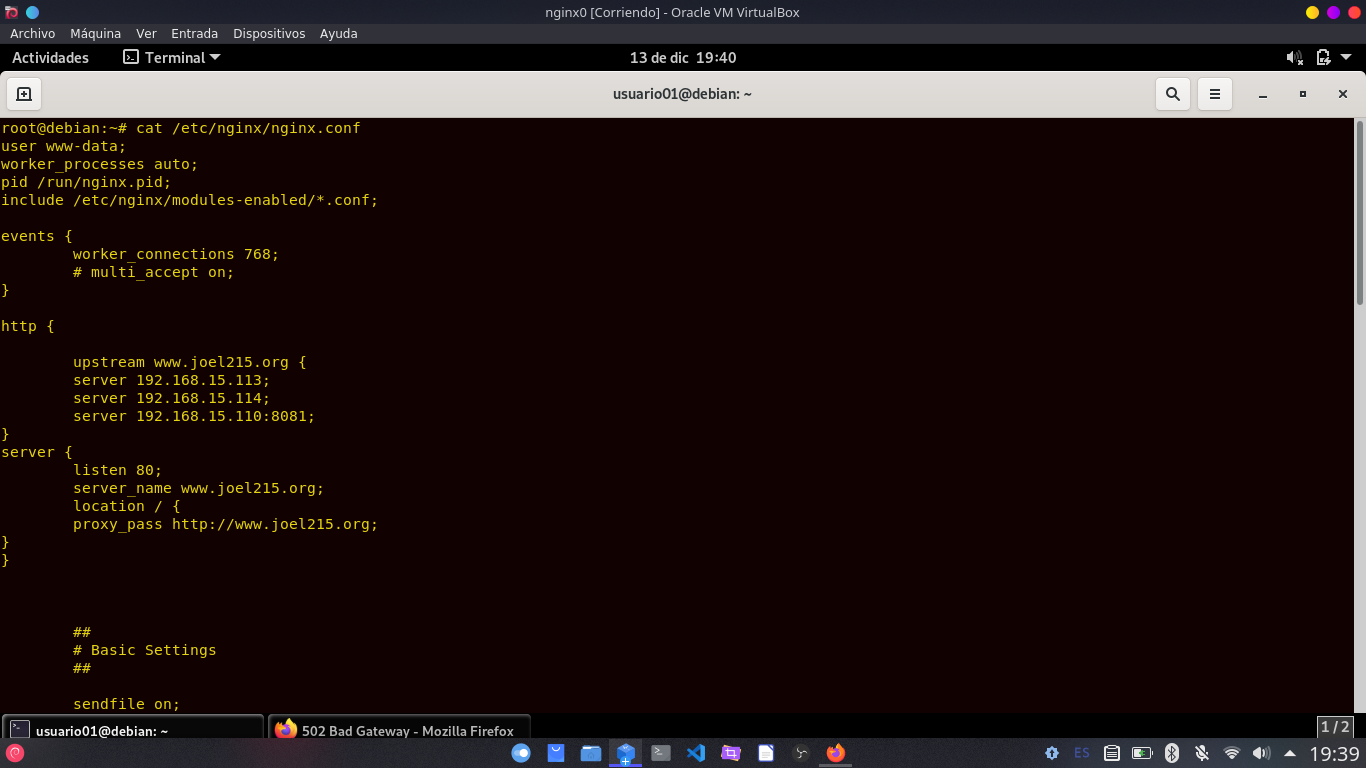 nginx0 [Corriendo] - Oracle VM VirtualBox
Archivo Máquina Ver Entrada Dispositivos Ayuda
Actividades Terminal 13 de dic 19:40
usuario01@debian: ~
root@debian:~# cat /etc/nginx/nginx.conf
user www-data;
worker_processes auto;
pid /run/nginx.pid;
include /etc/nginx/modules-enabled/*.conf;
events {
        worker_connections 768;
        # multi_accept on;
}
http {
        upstream www.joel215.org {
        server 192.168.15.113;
        server 192.168.15.114;
        server 192.168.15.110:8081;
}
server {
        listen 80;
        server_name www.joel215.org;
        location / {
        proxy_pass http://www.joel215.org;
}
}
        ##
        # Basic Settings
        ##
        sendfile on;
usuario01@debian: ~ 502 Bad Gateway - Mozilla Firefox 1 / 2
ES 19:39